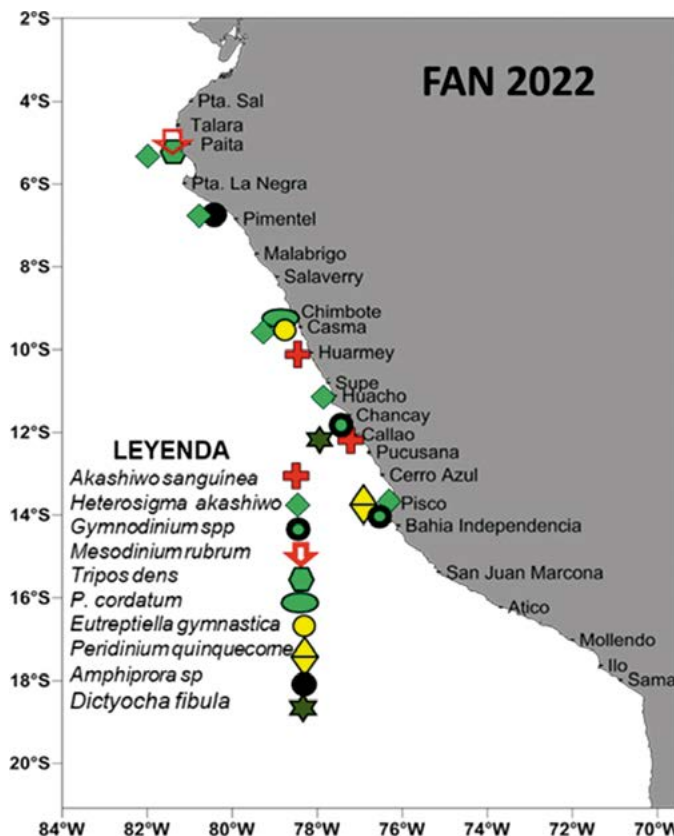 2°S
FAN 2022
4°S
Pta. Sal
Talara
Paita
6°S
Pta. La Negra
Pimentel
Malabrigo
8°S
Salaverry
Chimbote
Casma
10°S
Huarmey
Supe
Huacho
Chancay
12°S
Callao
Pucusana
Cerro Azul
Pisco
14°S
Bahia Independencia
San Juan Marcona
16°S
Atico
Mollendo
Ilo
18°S
Sama
20°S
LEYENDA
Akashiwo sanguínea
Heterosigma akashiwo
Gymnodinium spp
Mesodinium rubrum
Tripos dens
P. cordatum
Eutreptiella gymnastica
Peridinium quinquecorne
Amphiprora sp
Dictyocha fibula
84°W 82°W 80°W 78°W 76°W 74°W 72°W 70°W